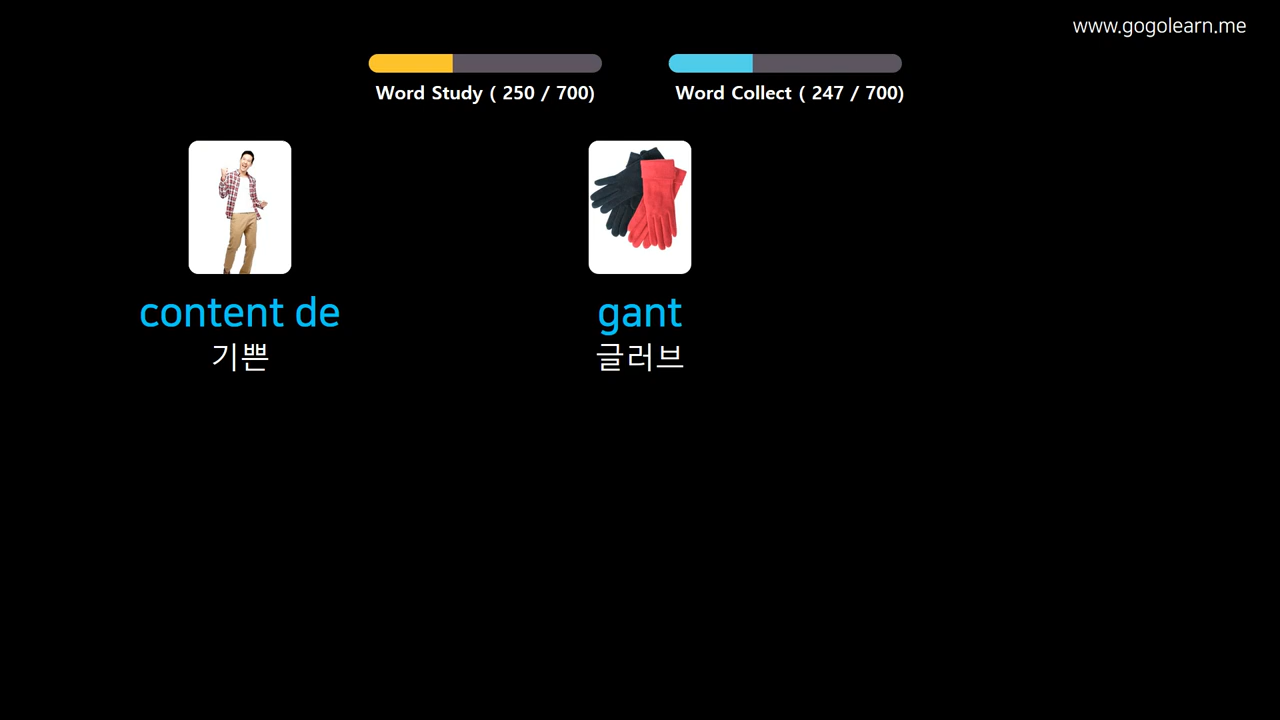 www.gogolearn.me
Word Study ( 250 / 700)
Word Collect ( 247 / 700)
content de
기쁜
gant
글러브